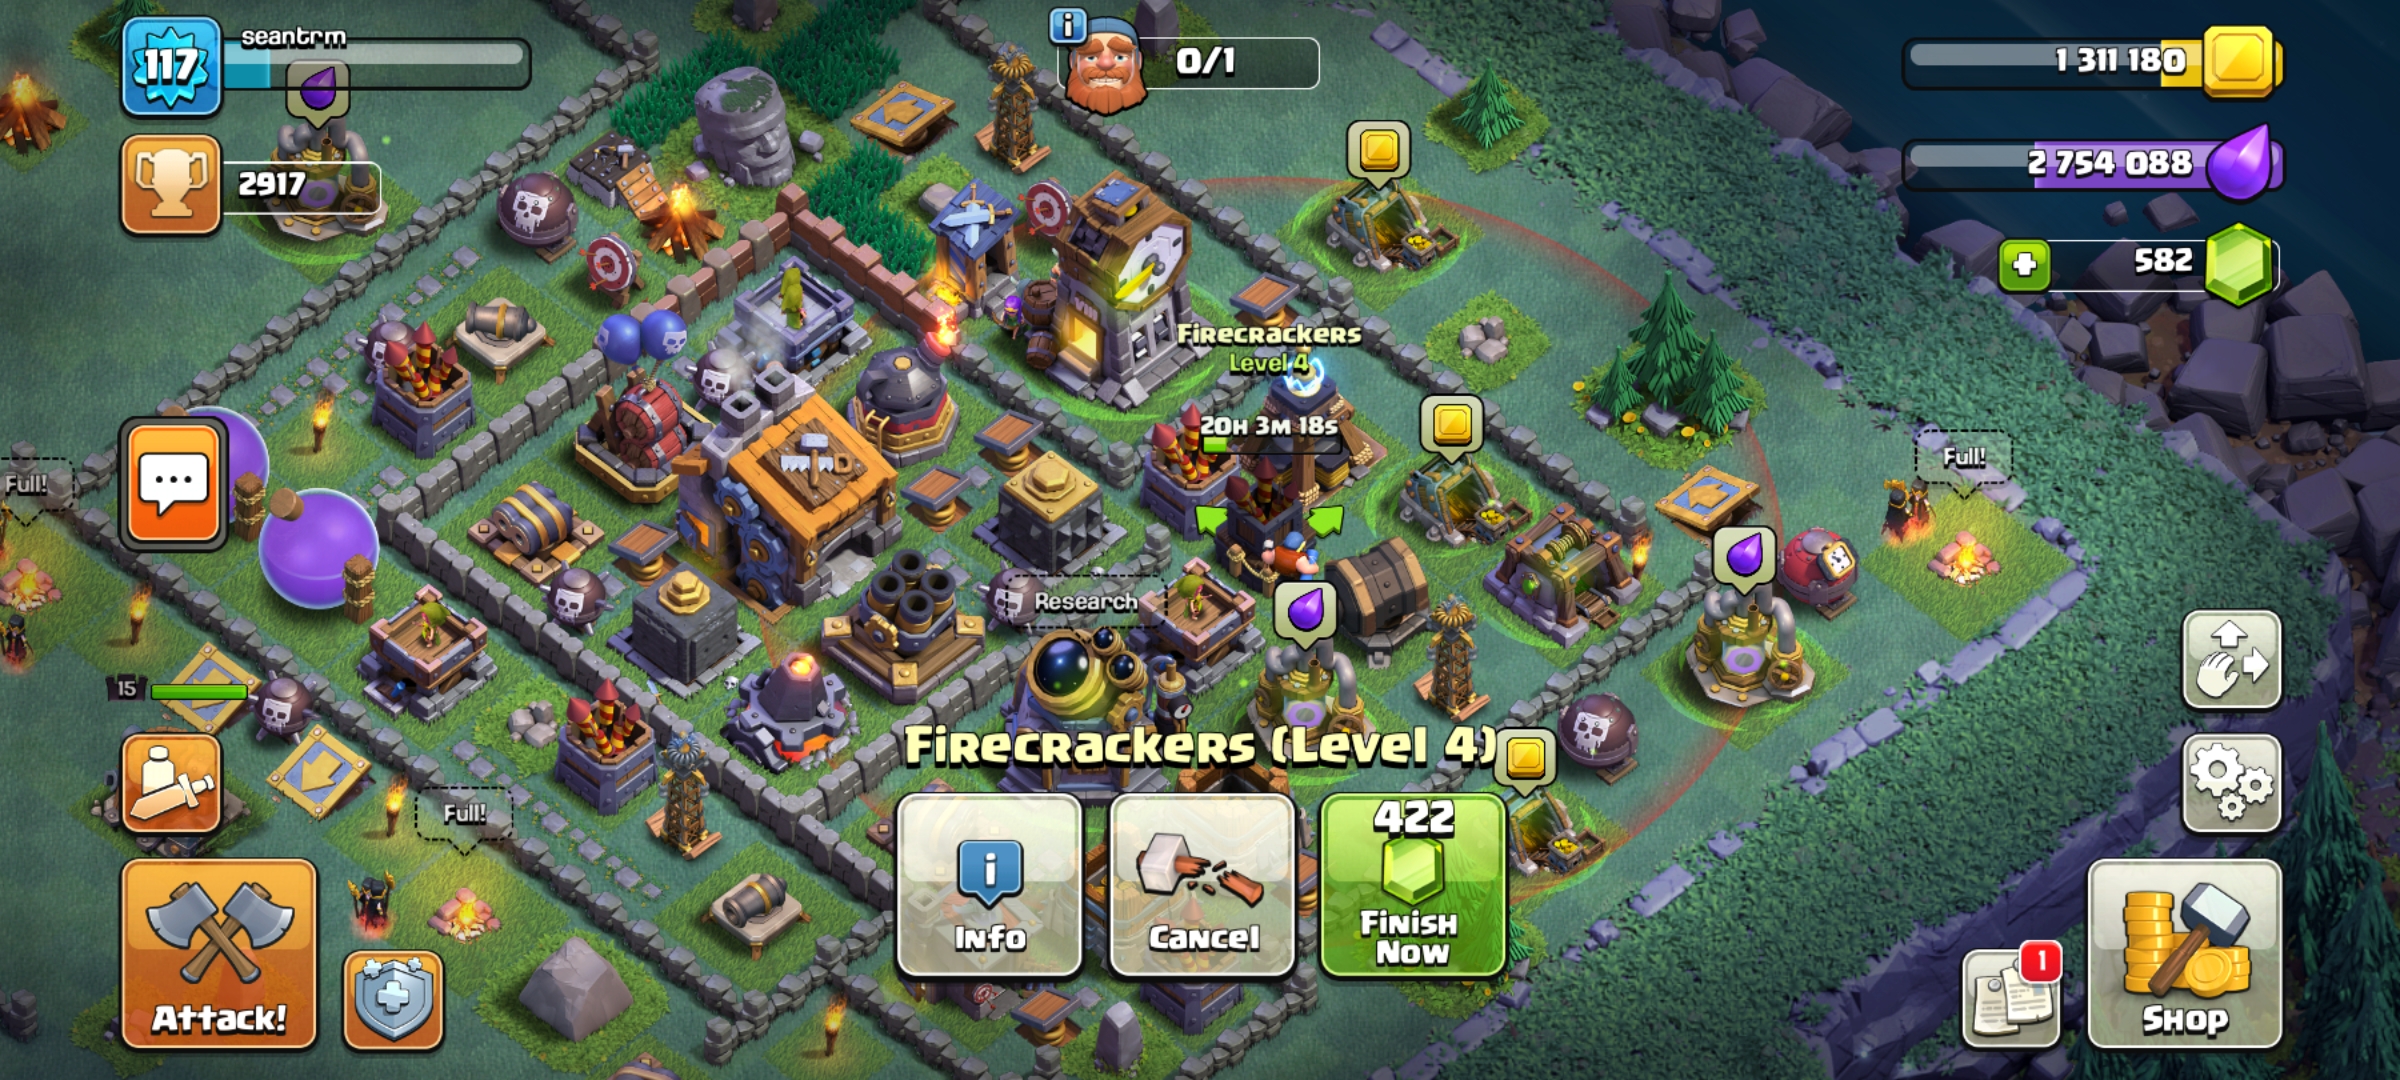 117
seantrm
0/1
1 311 180
2917
2 754 088
582
Firecrackers
Level 4
20H 3M 18s
Full!
Full!
Research
15
Firecrackers (Level 4)
Full!
422
Info
Cancel
Finish
Now
1
Attack!
Shop